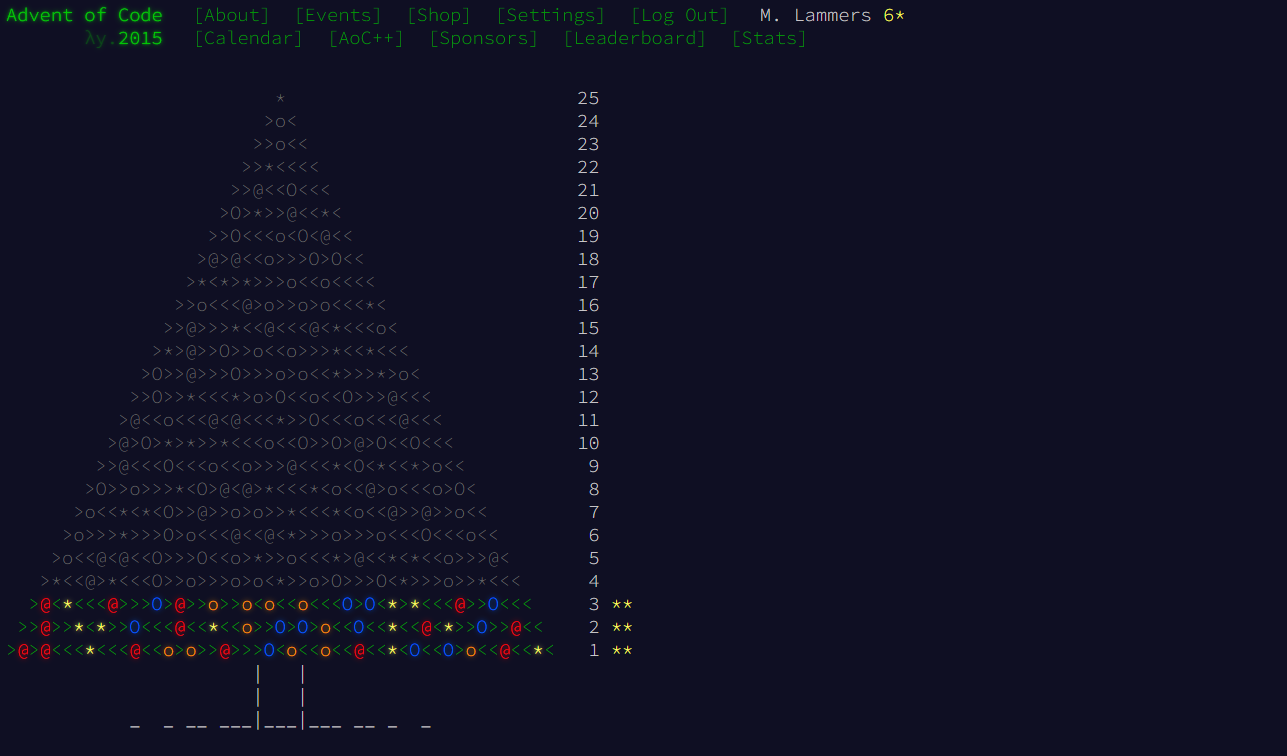 Advent of Code [About] [Events] [Shop] [Settings] [Log Out] M. Lammers 6*
λy.2015 [Calendar] [AoC++] [Sponsors] [Leaderboard] [Stats]
* 25
>o< 24
>>o<< 23
>>*<<<< 22
>>@<<O<<< 21
>O>*>>@<<*< 20
>>O<<<o<O<@<< 19
>@>@<<o>>>O>O<< 18
>*<*>*>>>o<<o<<<< 17
>>o<<<@>o>>o>o<<<*< 16
>>@>>>*<<@<<<@<*<<<o< 15
>*>@>>O>>o<<o>>>*<<*<<< 14
>O>>@>>>O>>>o>o<<*>>>*>o< 13
>>O>>*<<<*>o>O<<o<<O>>>@<<< 12
>@<<o<<<@<@<<<*>>O<<<o<<<@<<< 11
>@>O>*>*>>*<<<o<<O>>O>@>O<<O<<< 10
>>@<<<O<<<o<<o>>>@<<<*<O<*<<*>o<< 9
>O>>o>>>*<O>@<@>*<<<*<o<<@>o<<<o>O< 8
>o<<*<*<O>>@>>o>o>>*<<<*<o<<@>>@>>o<< 7
>o>>>*>>>O>o<<<@<<@<*>>>o>>>o<<<O<<<o<< 6
>o<<@<@<<O>>>O<<o>*>>o<<<*>@<<*<*<<o>>>@< 5
>*<<@>*<<<O>>o>>>o>o<*>>o>O>>>O<*>>>o>>*<<< 4
>@<*<<<@>>>O>@>>o>>o<o<<o<<<O>O<*>*<<<@>>O<<< 3 **
>>@>>*<*>>O<<<@<<*<<o>>O>O>o<<O<<*<<@<*>>O>>@<< 2 **
>@>@<<<*<<<@<<o>o>>@>>>O<o<<o<<@<<*<O<<O>o<<@<<*< 1 **
| |
| |
_ _ __ ___|___|___ __ _ _